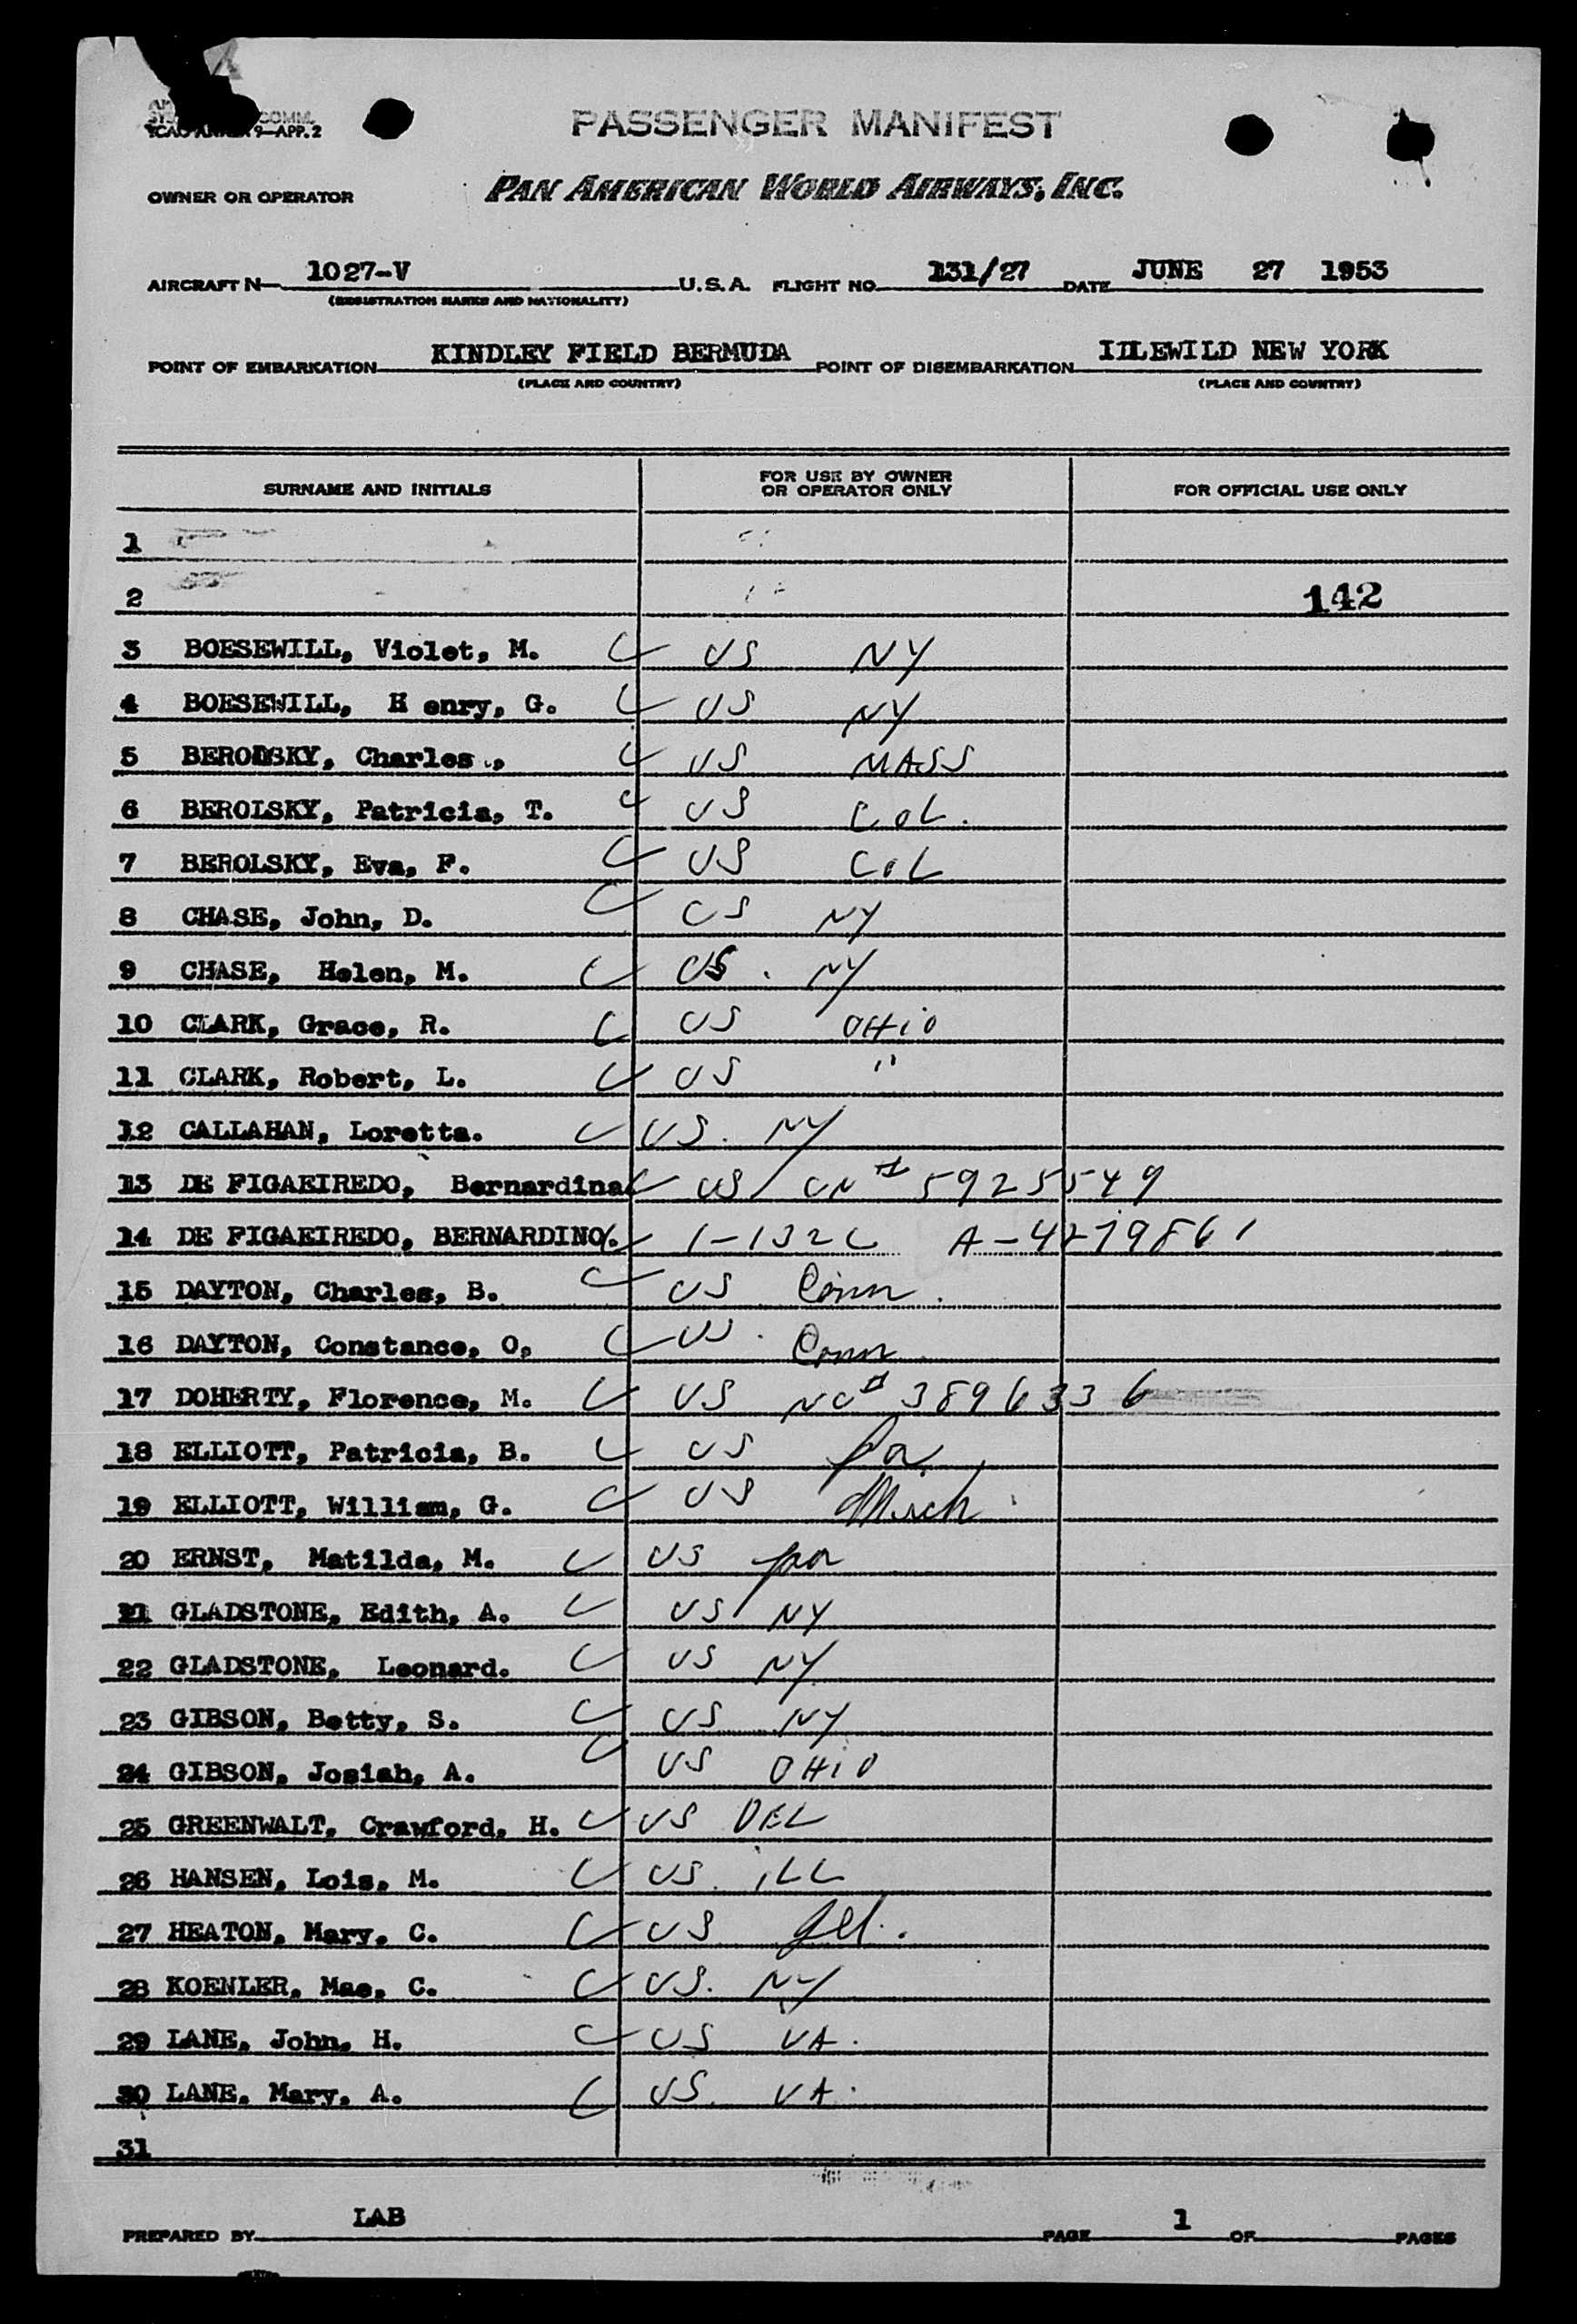 9—APP. 2
PASSENGER MANIFEST
OWNER OR OPERATOR PAN AMERICAN WORLD AIRWAYS, INC.
AIRCRAFT N 1027-V U.S.A. FLIGHT NO. 131/27 DATE JUNE 27 1953
(REGISTRATION MARKS AND NATIONALITY)
POINT OF EMBARKATION KINDLEY FIELD BERMUDA POINT OF DISEMBARKATION IDLEWILD NEW YORK
(PLACE AND COUNTRY) (PLACE AND COUNTRY)
SURNAME AND INITIALS FOR USE BY OWNER OR OPERATOR ONLY FOR OFFICIAL USE ONLY
1
2 142
3 BOESEWILL, Violet, M. US NY
4 BOESEWILL, H enry, G. US NY
5 BEROLSKY, Charles., US MASS
6 BEROLSKY, Patricia, T. US COL.
7 BEROLSKY, Eva, F. US COL
8 CHASE, John, D. US NY
9 CHASE, Helen, M. US. NY
10 CLARK, Grace, R. US OHIO
11 CLARK, Robert, L. US "
12 CALLAHAN, Loretta. US. NY
13 DE FIGAEIREDO, Bernardina US CN# 5925549
14 DE FIGAEIREDO, BERNARDINO. 1-132C A-4279861
15 DAYTON, Charles, B. US Conn.
16 DAYTON, Constance, O, US. Conn
17 DOHERTY, Florence, M. US NC# 3896336
18 ELLIOTT, Patricia, B. US Pa.
19 ELLIOTT, William, G. US Mich
20 ERNST, Matilda, M. US pa
21 GLADSTONE, Edith, A. US NY
22 GLADSTONE, Leonard. US NY
23 GIBSON, Betty, S. US NY
24 GIBSON, Josiah, A. US OHIO
25 GREENWALT, Crawford, H. US DEL
26 HANSEN, Lois, M. US. ILL
27 HEATON, Mary, C. US
28 KOENLER, Mae, C. US. NY
29 LANE, John, H. US VA.
30 LANE, Mary, A. US. VA.
31
PREPARED BY LAB PAGE 1 OF PAGES